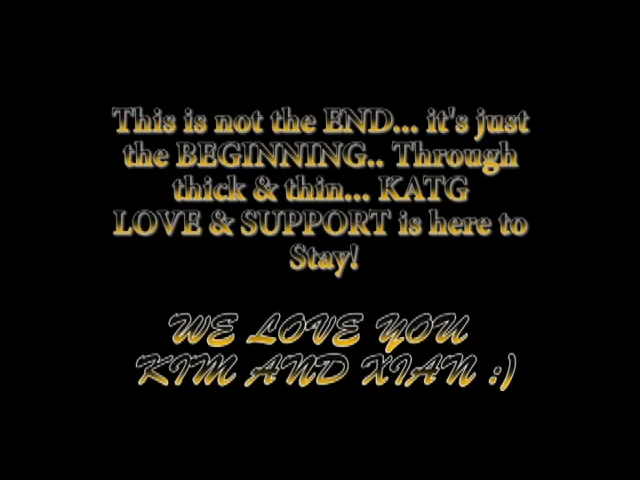 This is not the END... it's just
the BEGINNING.. Through
thick & thin... KATG
LOVE & SUPPORT is here to
Stay!
WE LOVE YOU
KIM AND XIAN :)